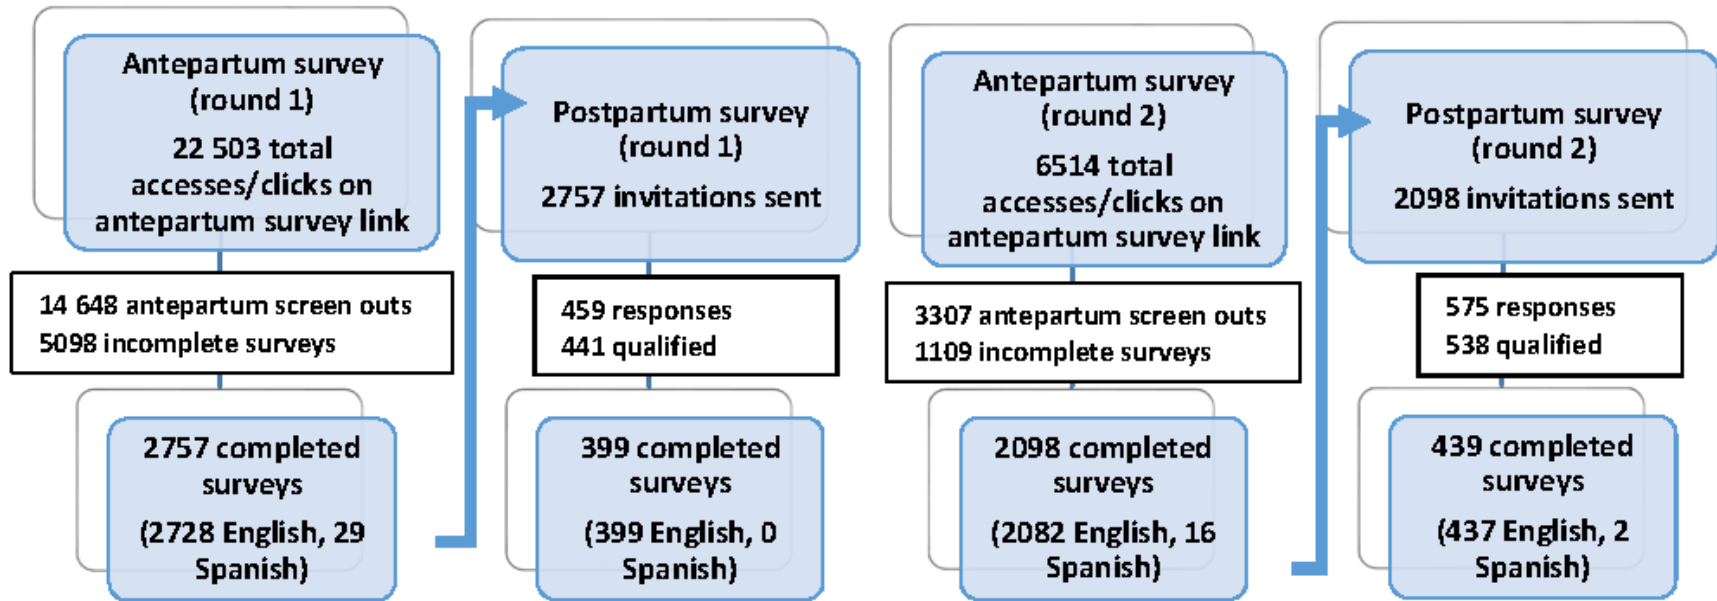 Antepartum survey
(round 1)
22 503 total
accesses/clicks on
antepartum survey link
14 648 antepartum screen outs
5098 incomplete surveys
2757 completed
surveys
(2728 English, 29
Spanish)
Postpartum survey
(round 1)
2757 invitations sent
459 responses
441 qualified
399 completed
surveys
(399 English, 0
Spanish)
Antepartum survey
(round 2)
6514 total
accesses/clicks on
antepartum survey link
3307 antepartum screen outs
1109 incomplete surveys
2098 completed
surveys
(2082 English, 16
Spanish)
Postpartum survey
(round 2)
2098 invitations sent
575 responses
538 qualified
439 completed
surveys
(437 English, 2
Spanish)